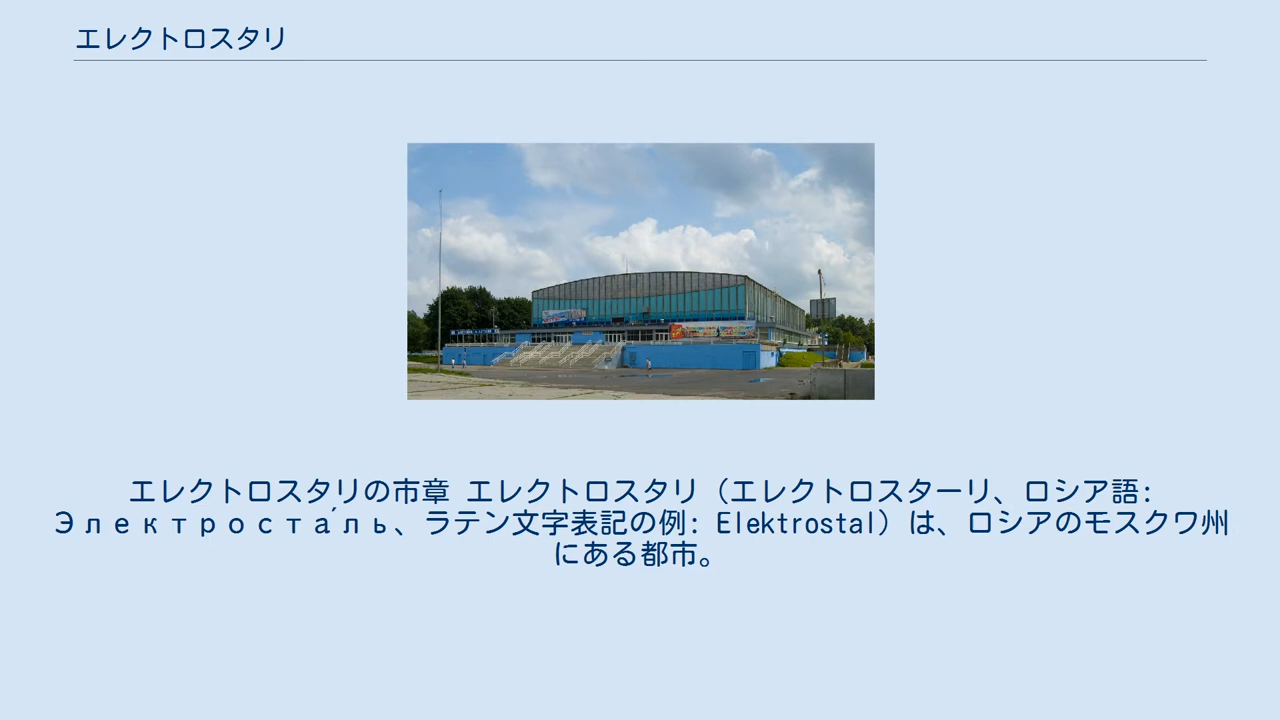 エレクトロスタリ
エレクトロスタリの市章 エレクトロスタリ（エレクトロスターリ、ロシア語:
Электроста́ль、ラテン文字表記の例: Elektrostal）は、ロシアのモスクワ州
にある都市。